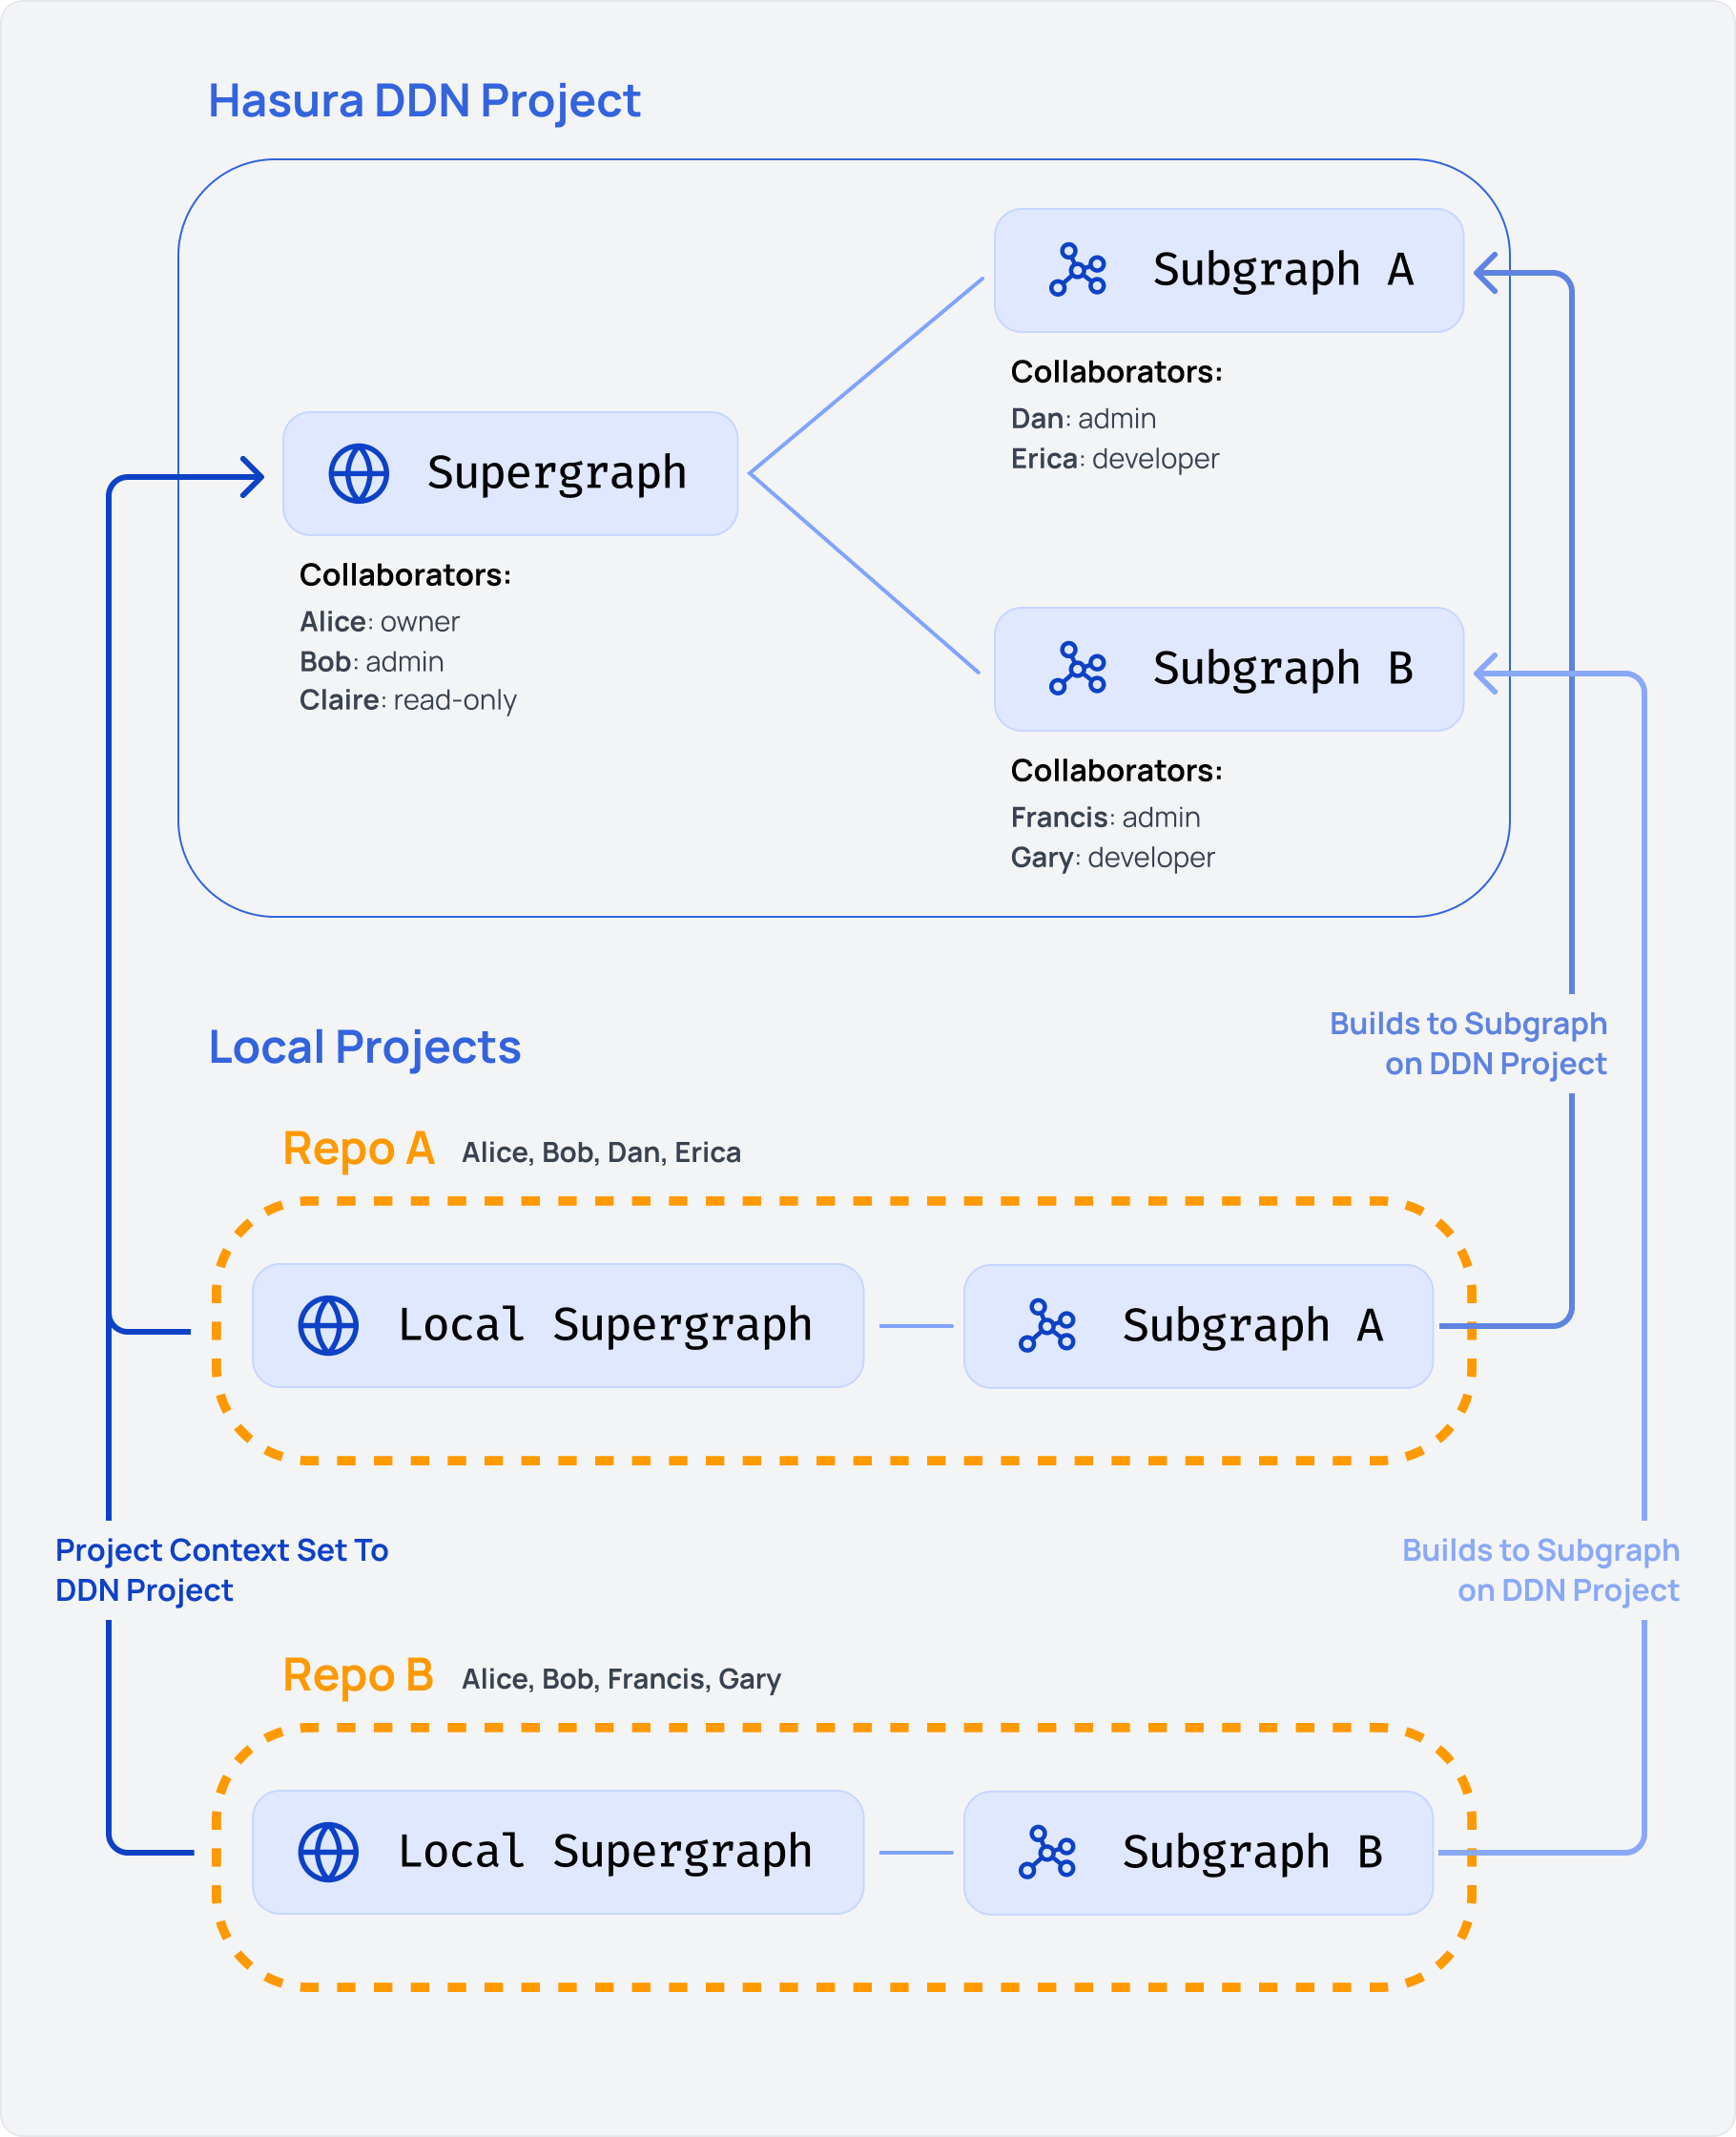 Hasura DDN Project
Subgraph A
Collaborators:
Dan: admin
Erica: developer
Supergraph
Collaborators:
Alice: owner
Bob: admin
Claire: read-only
Subgraph B
Collaborators:
Francis: admin
Gary: developer
Builds to Subgraph
on DDN Project
Local Projects
Repo A
Alice, Bob, Dan, Erica
Local Supergraph
Subgraph A
Project Context Set To
DDN Project
Builds to Subgraph
on DDN Project
Repo B
Alice, Bob, Francis, Gary
Local Supergraph
Subgraph B